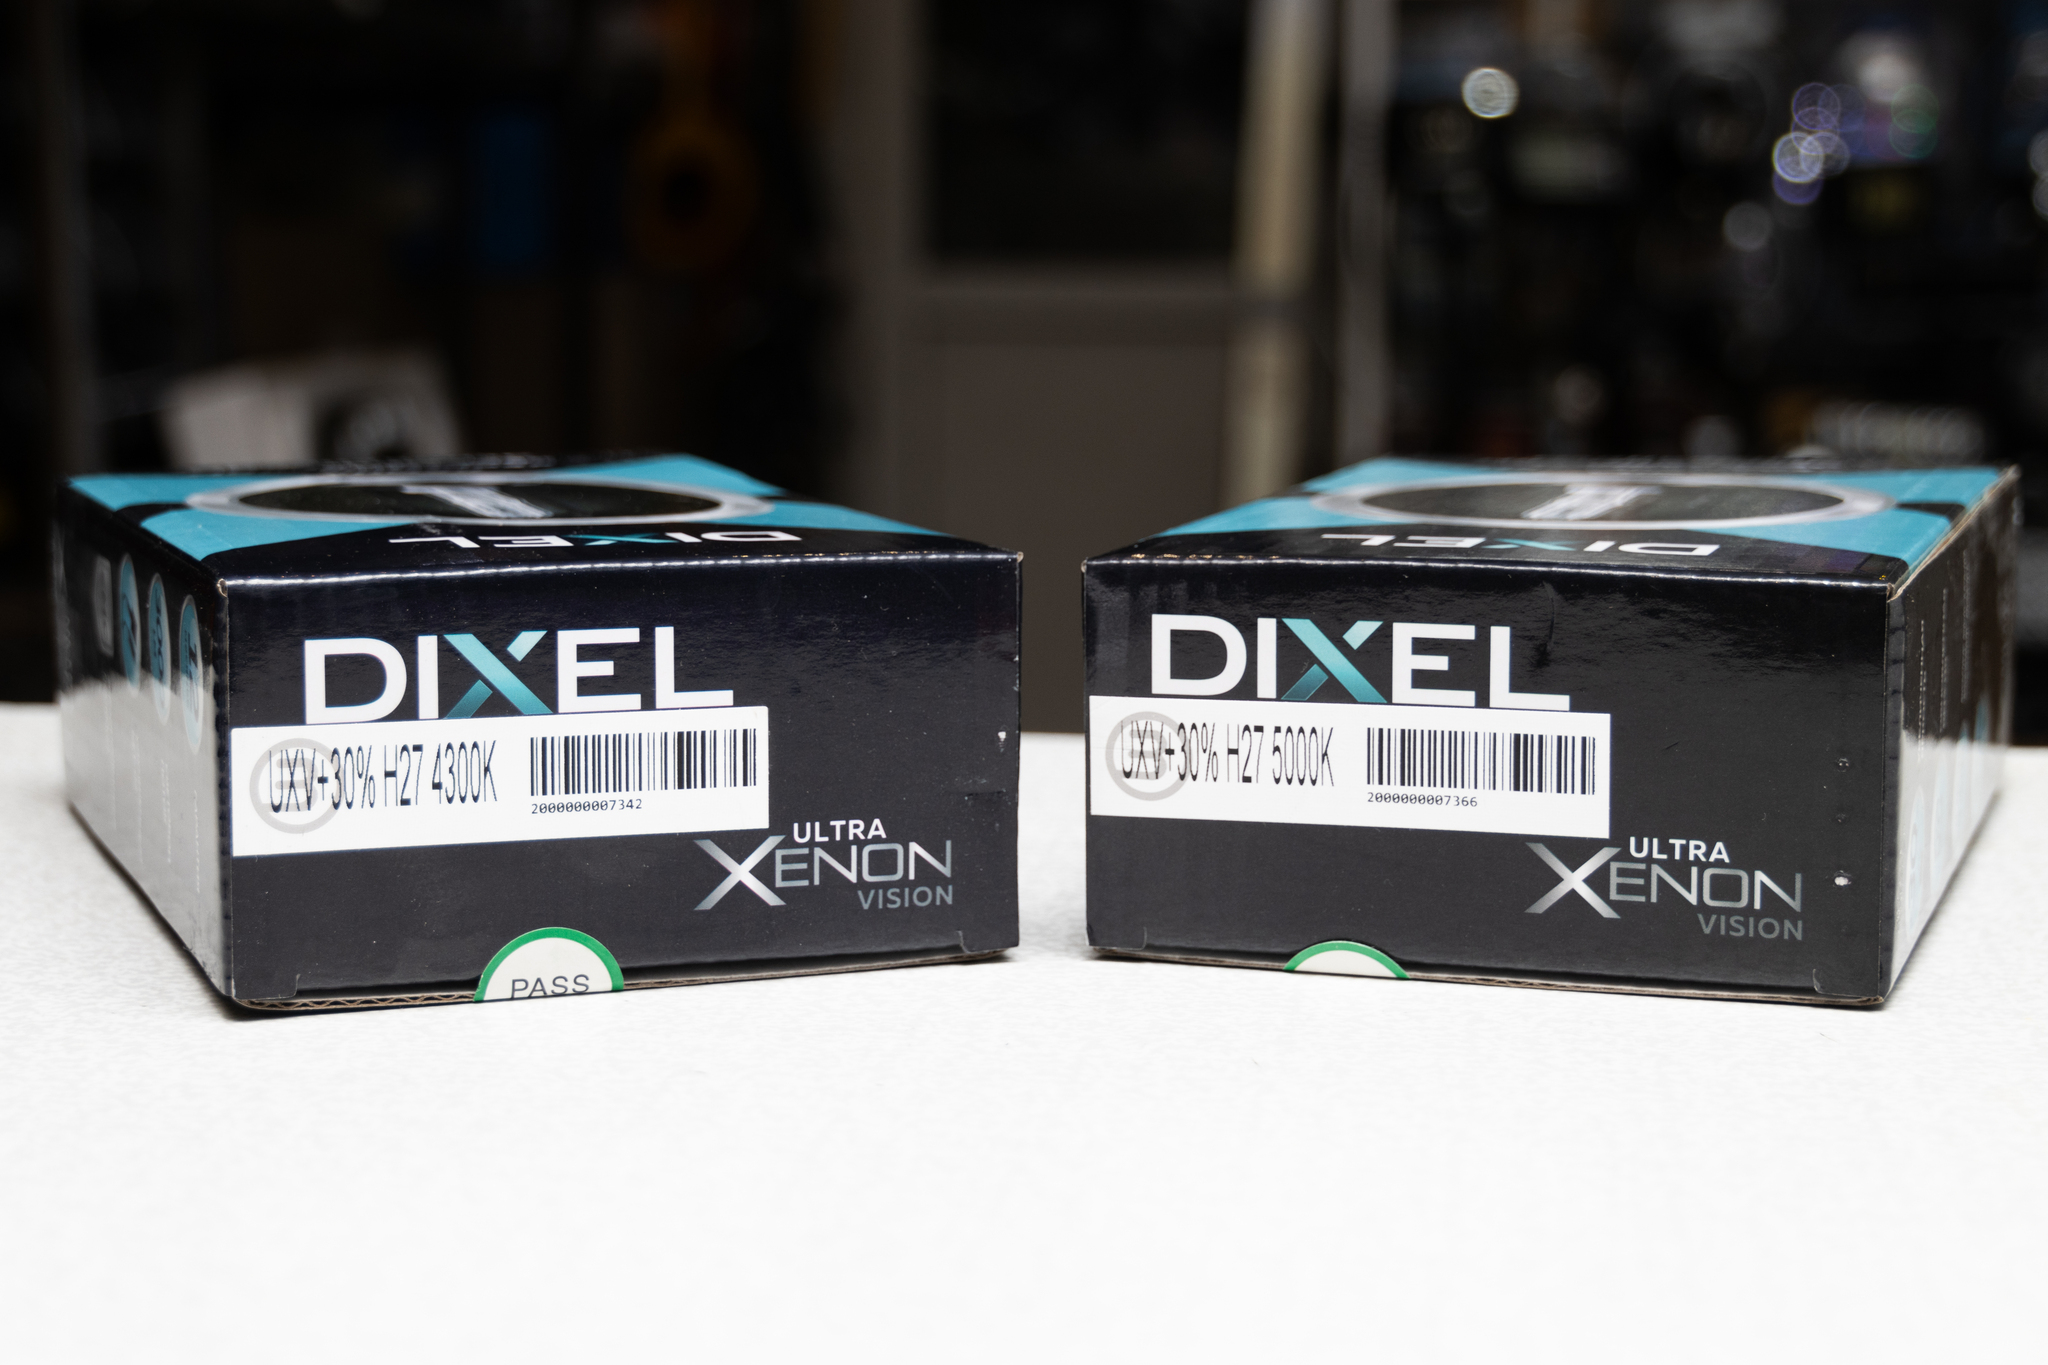 DIXEL
DIXEL
UXV+30% H27 4300K
2000000007342
ULTRA
XENON
VISION
PASS
DIXEL
DIXEL
UXV+30% H27 5000K
2000000007366
ULTRA
XENON
VISION